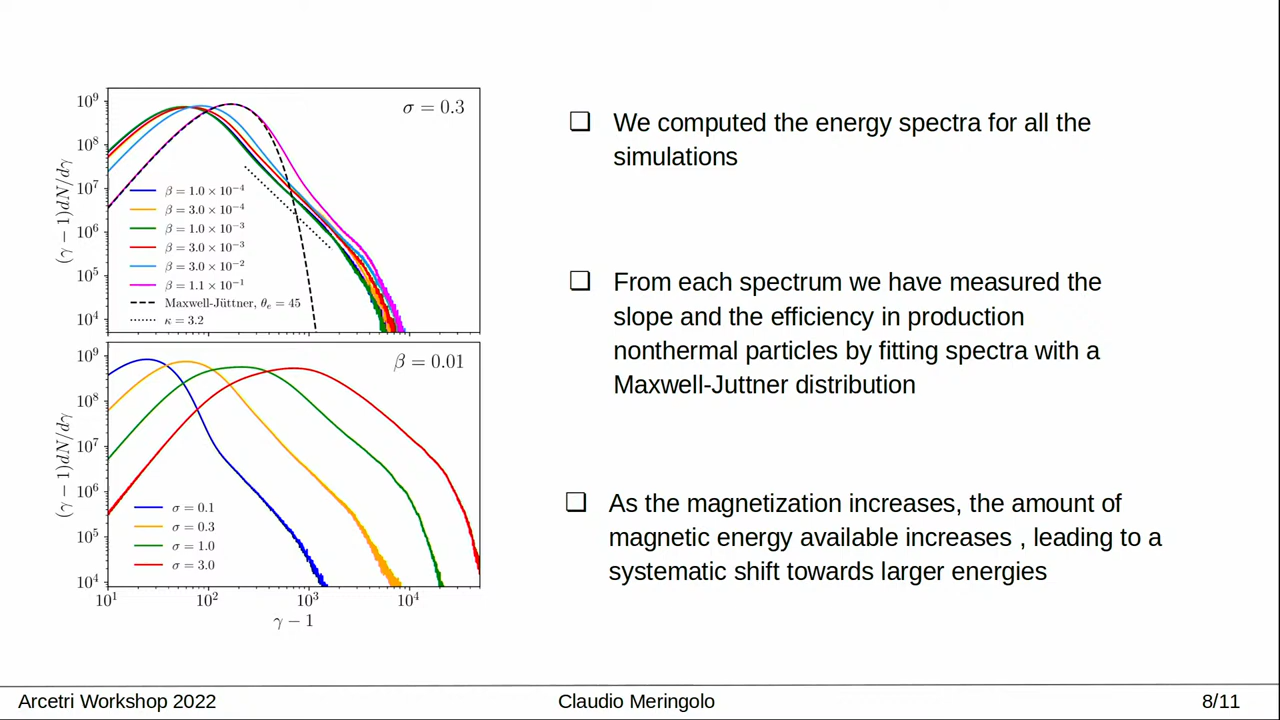 σ = 0.3
10⁹
10⁸
10⁷
10⁶
10⁵
10⁴
(γ − 1)dN/dγ
β = 1.0 × 10⁻⁴
β = 3.0 × 10⁻⁴
β = 1.0 × 10⁻³
β = 3.0 × 10⁻³
β = 3.0 × 10⁻²
β = 1.1 × 10⁻¹
Maxwell-Jüttner, θₑ = 45
κ = 3.2
β = 0.01
10⁹
10⁸
10⁷
10⁶
10⁵
10⁴
(γ − 1)dN/dγ
σ = 0.1
σ = 0.3
σ = 1.0
σ = 3.0
10¹ 10² 10³ 10⁴
γ − 1
❑ We computed the energy spectra for all the
simulations
❑ From each spectrum we have measured the
slope and the efficiency in production
nonthermal particles by fitting spectra with a
Maxwell-Juttner distribution
❑ As the magnetization increases, the amount of
magnetic energy available increases , leading to a
systematic shift towards larger energies
Arcetri Workshop 2022
Claudio Meringolo
8/11